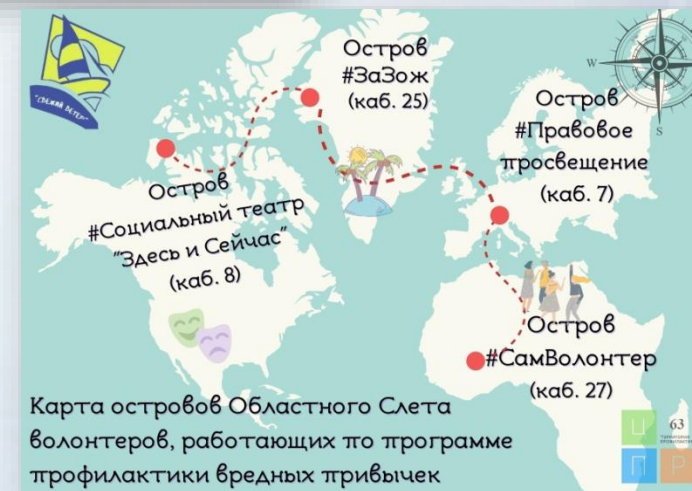 "СВЕЖИЙ ВЕТЕР"
Остров
#ЗаЗож
(каб. 25)
W
S
Остров
#Правовое
просвещение
(каб. 7)
Остров
#Социальный театр
"Здесь и Сейчас"
(каб. 8)
Остров
#СамВолонтер
(каб. 27)
Карта островов Областного Слета
волонтеров, работающих по программе
профилактики вредных привычек
Ц 63
П Р